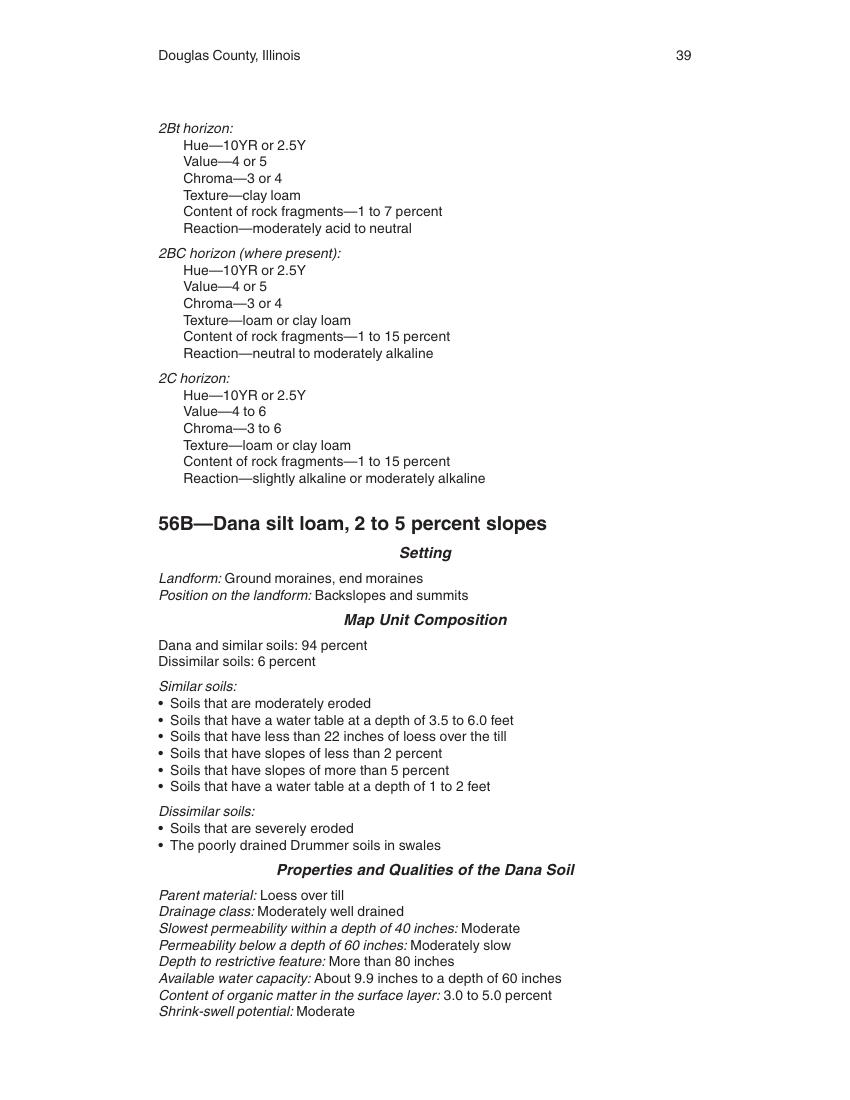 Douglas County, Illinois 39
2Bt horizon:
Hue—10YR or 2.5Y
Value—4 or 5
Chroma—3 or 4
Texture—clay loam
Content of rock fragments—1 to 7 percent
Reaction—moderately acid to neutral
2BC horizon (where present):
Hue—10YR or 2.5Y
Value—4 or 5
Chroma—3 or 4
Texture—loam or clay loam
Content of rock fragments—1 to 15 percent
Reaction—neutral to moderately alkaline
2C horizon:
Hue—10YR or 2.5Y
Value—4 to 6
Chroma—3 to 6
Texture—loam or clay loam
Content of rock fragments—1 to 15 percent
Reaction—slightly alkaline or moderately alkaline
56B—Dana silt loam, 2 to 5 percent slopes
Setting
Landform: Ground moraines, end moraines
Position on the landform: Backslopes and summits
Map Unit Composition
Dana and similar soils: 94 percent
Dissimilar soils: 6 percent
Similar soils:
• Soils that are moderately eroded
• Soils that have a water table at a depth of 3.5 to 6.0 feet
• Soils that have less than 22 inches of loess over the till
• Soils that have slopes of less than 2 percent
• Soils that have slopes of more than 5 percent
• Soils that have a water table at a depth of 1 to 2 feet
Dissimilar soils:
• Soils that are severely eroded
• The poorly drained Drummer soils in swales
Properties and Qualities of the Dana Soil
Parent material: Loess over till
Drainage class: Moderately well drained
Slowest permeability within a depth of 40 inches: Moderate
Permeability below a depth of 60 inches: Moderately slow
Depth to restrictive feature: More than 80 inches
Available water capacity: About 9.9 inches to a depth of 60 inches
Content of organic matter in the surface layer: 3.0 to 5.0 percent
Shrink-swell potential: Moderate